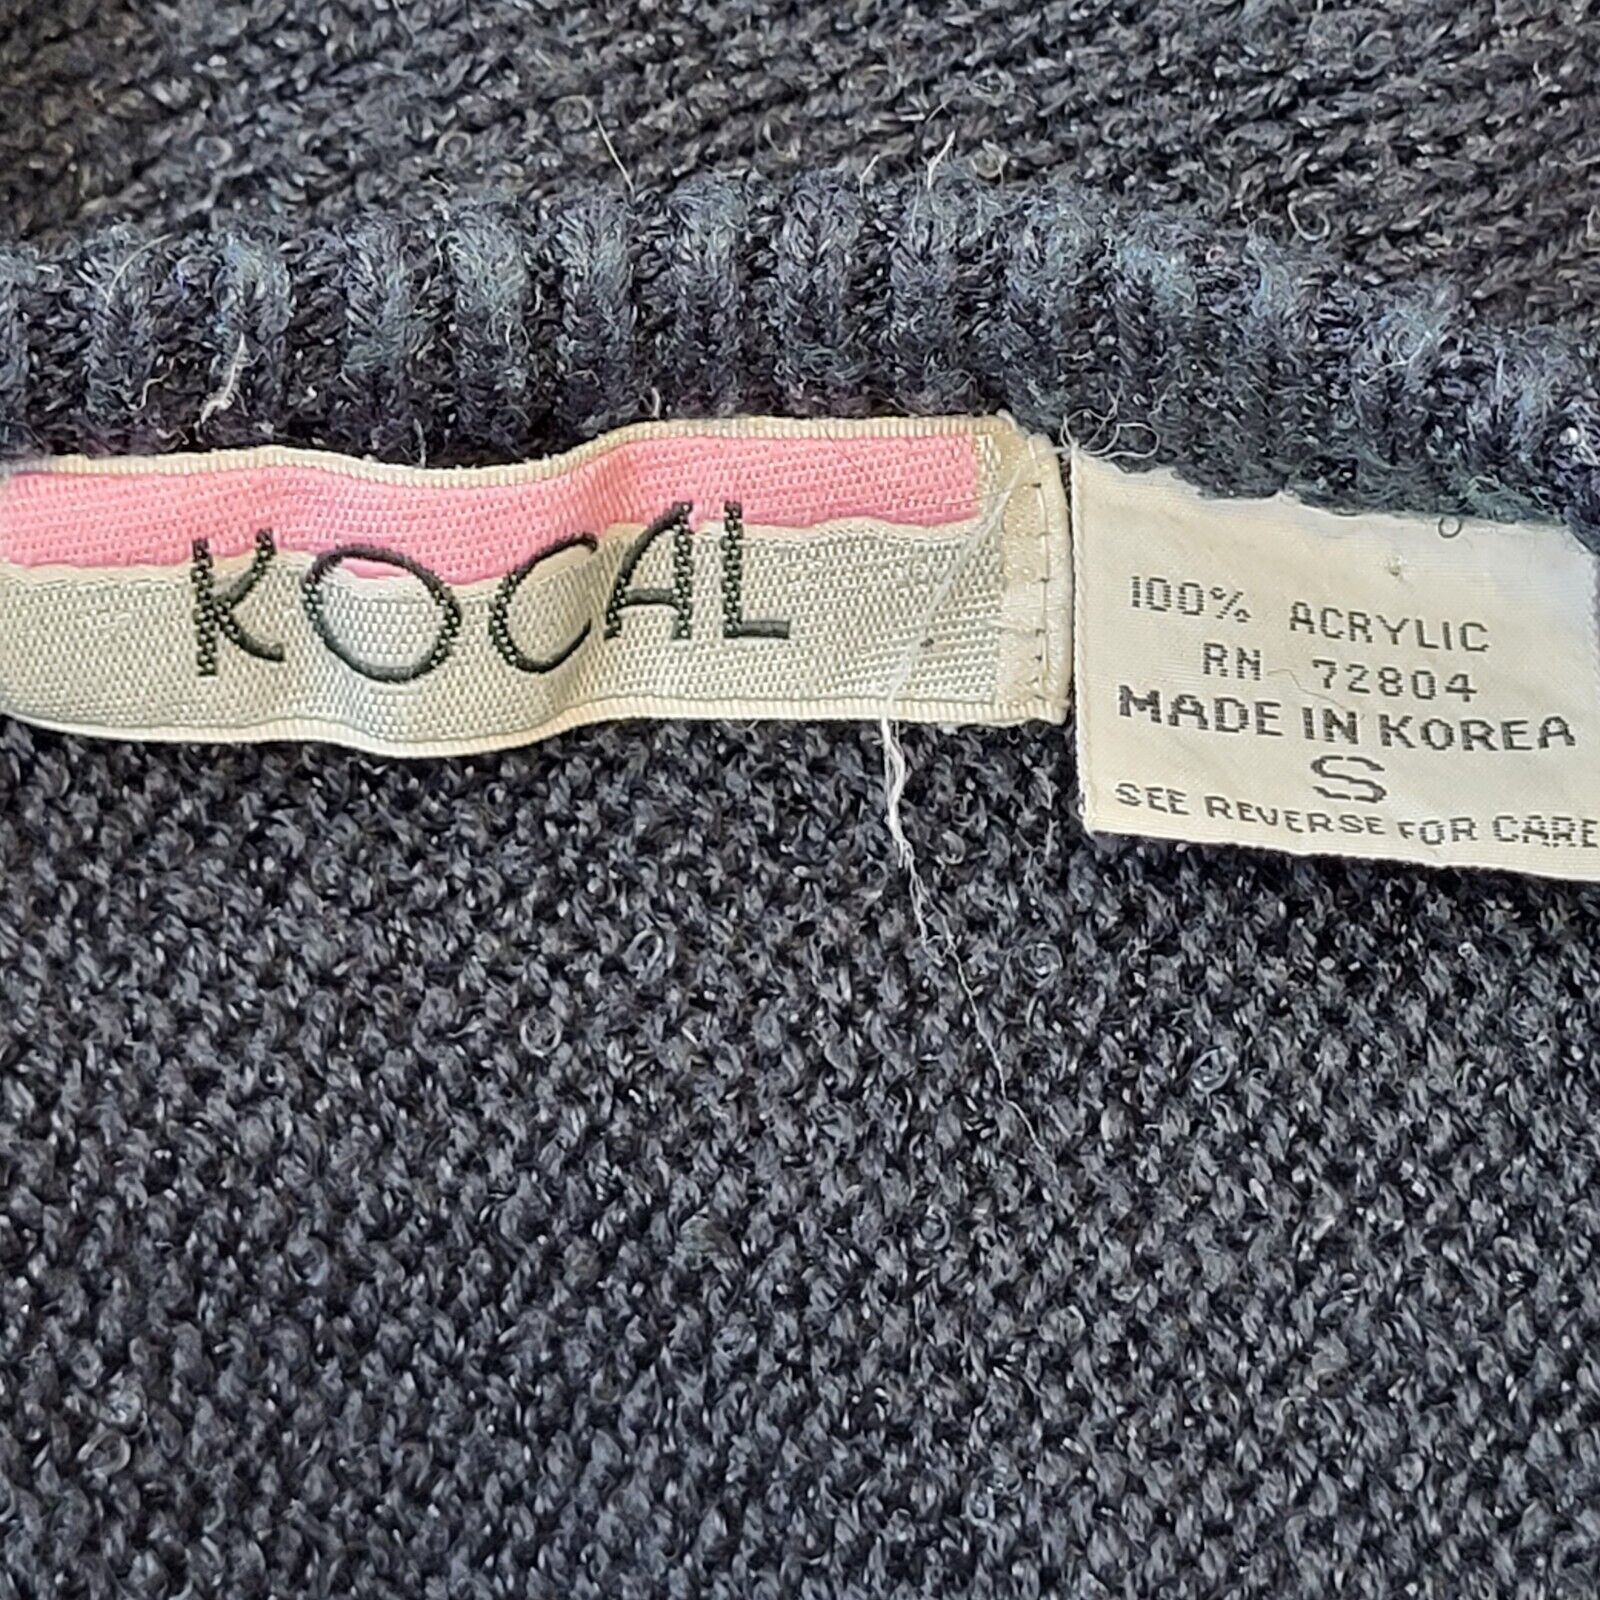 KOCAL
100% ACRYLIC
RN 72804
MADE IN KOREA
S
SEE REVERSE FOR CARE